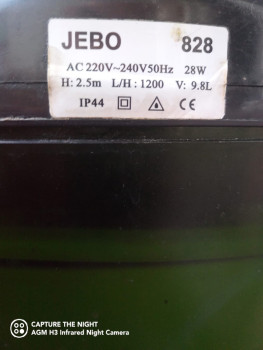 JEBO 828
AC 220V~240V50Hz 28W
H: 2.5m L/H: 1200 V: 9.8L
IP44 CE
CAPTURE THE NIGHT
AGM H3 Infrared Night Camera